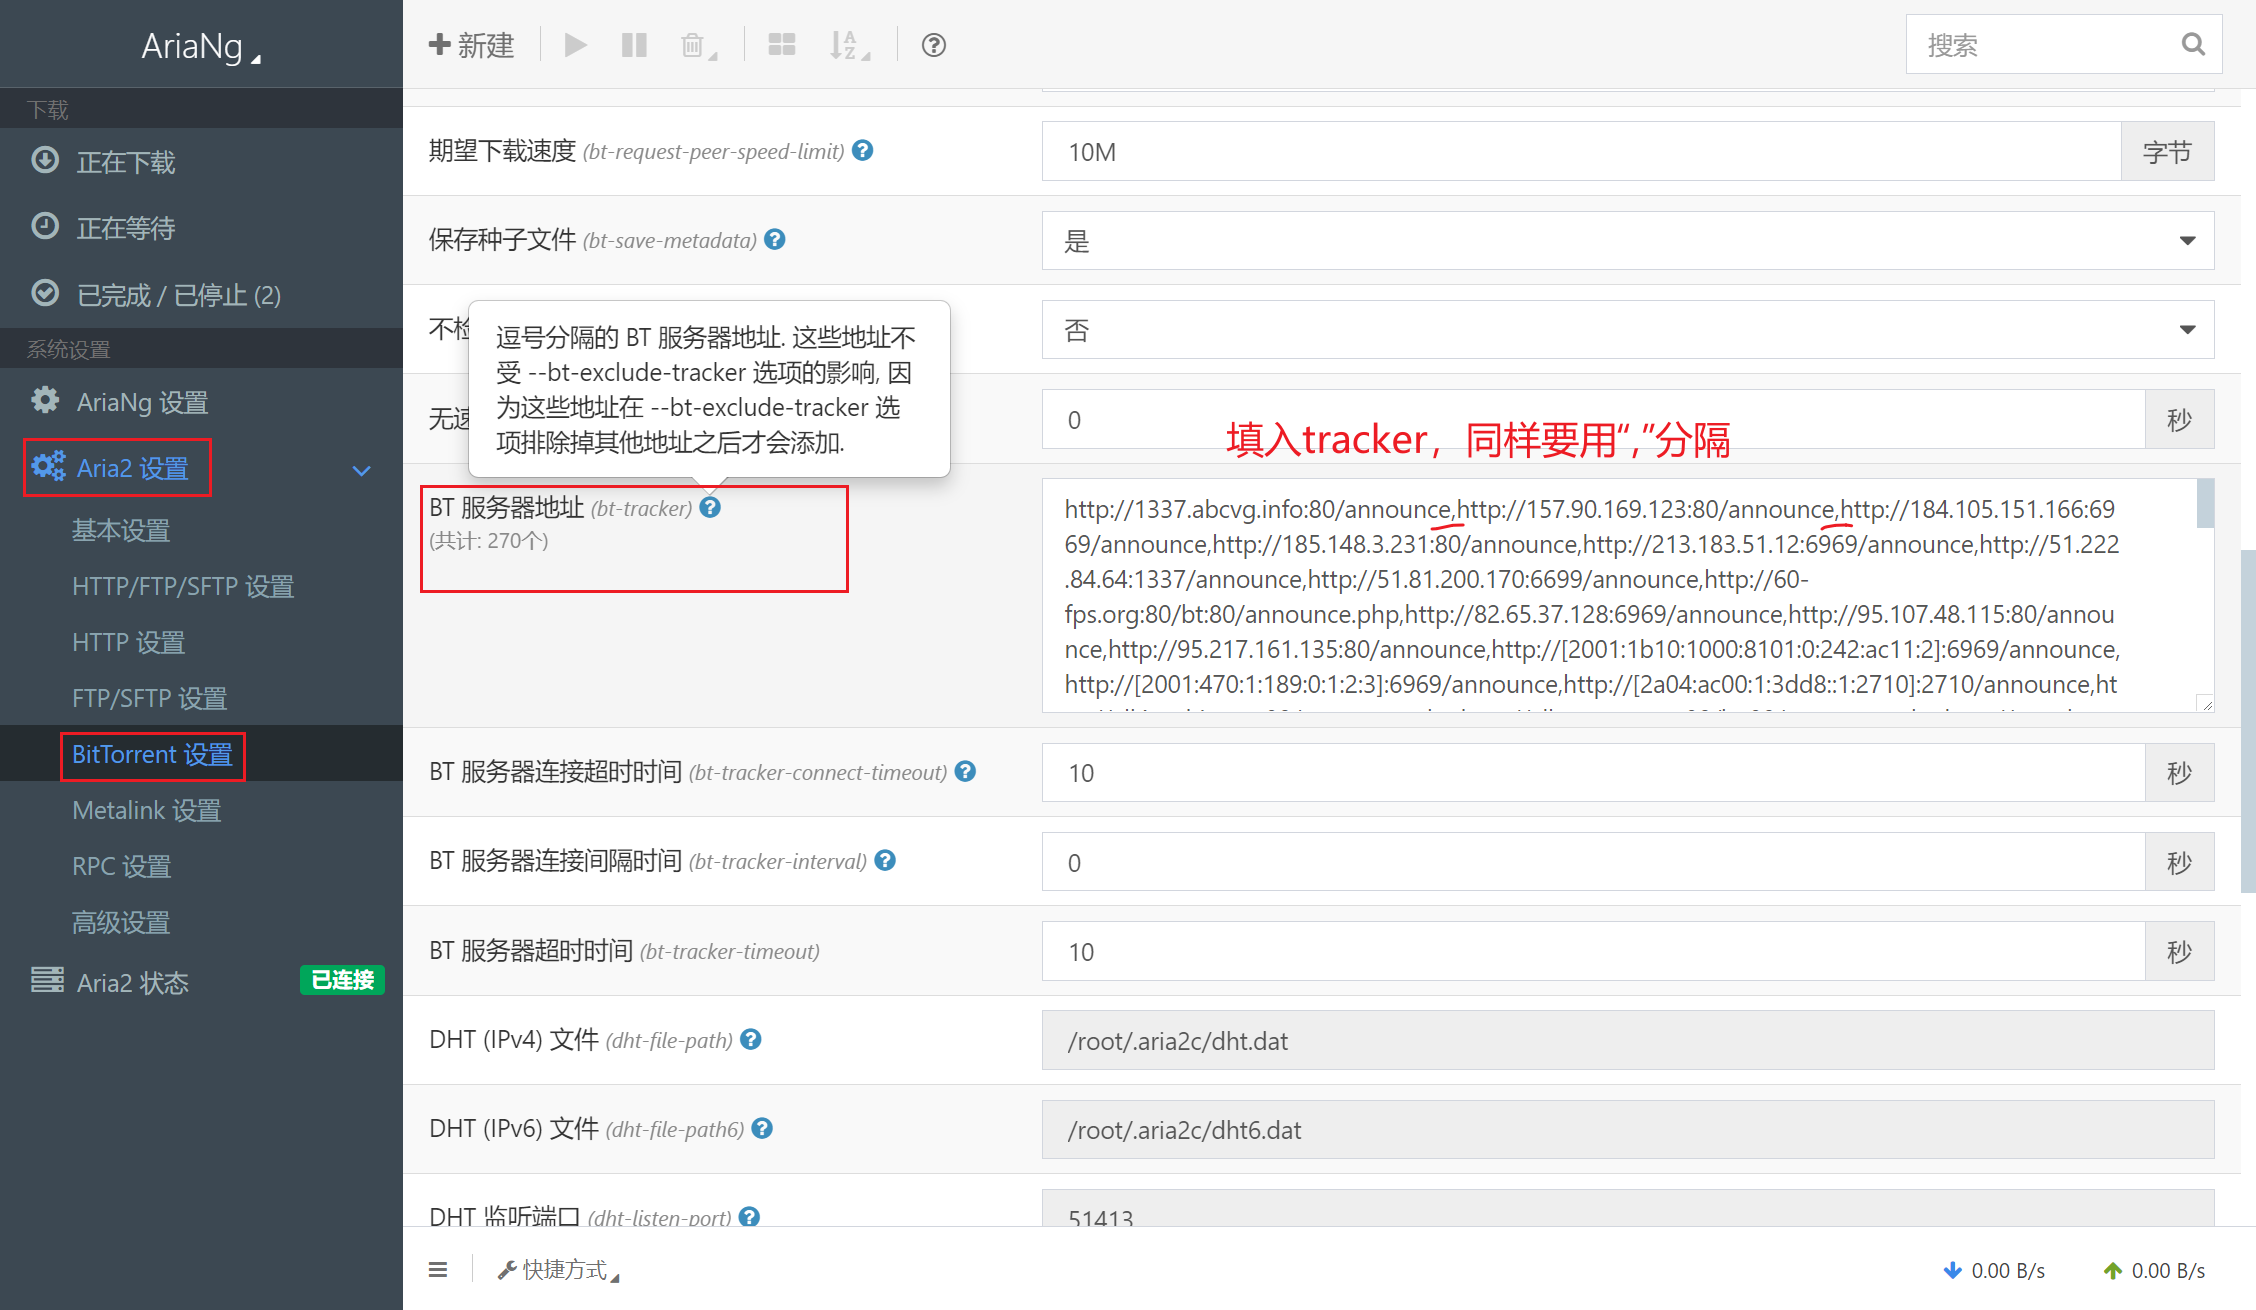 AriaNg
新建
搜索
下载
正在下载
正在等待
已完成 / 已停止 (2)
系统设置
AriaNg 设置
Aria2 设置
基本设置
HTTP/FTP/SFTP 设置
HTTP 设置
FTP/SFTP 设置
BitTorrent 设置
Metalink 设置
RPC 设置
高级设置
Aria2 状态 已连接
期望下载速度 (bt-request-peer-speed-limit) 10M 字节
保存种子文件 (bt-save-metadata) 是
不检 否
逗号分隔的 BT 服务器地址. 这些地址不
受 --bt-exclude-tracker 选项的影响, 因
为这些地址在 --bt-exclude-tracker 选
项排除掉其他地址之后才会添加.
无速 0 秒
填入tracker，同样要用“,”分隔
BT 服务器地址 (bt-tracker)
(共计: 270个)
http://1337.abcvg.info:80/announce,http://157.90.169.123:80/announce,http://184.105.151.166:69
69/announce,http://185.148.3.231:80/announce,http://213.183.51.12:6969/announce,http://51.222
.84.64:1337/announce,http://51.81.200.170:6699/announce,http://60-
fps.org:80/bt:80/announce.php,http://82.65.37.128:6969/announce,http://95.107.48.115:80/annou
nce,http://95.217.161.135:80/announce,http://[2001:1b10:1000:8101:0:242:ac11:2]:6969/announce,
http://[2001:470:1:189:0:1:2:3]:6969/announce,http://[2a04:ac00:1:3dd8::1:2710]:2710/announce,ht
BT 服务器连接超时时间 (bt-tracker-connect-timeout) 10 秒
BT 服务器连接间隔时间 (bt-tracker-interval) 0 秒
BT 服务器超时时间 (bt-tracker-timeout) 10 秒
DHT (IPv4) 文件 (dht-file-path) /root/.aria2c/dht.dat
DHT (IPv6) 文件 (dht-file-path6) /root/.aria2c/dht6.dat
DHT 监听端口 (dht-listen-port) 51413
快捷方式
0.00 B/s 0.00 B/s